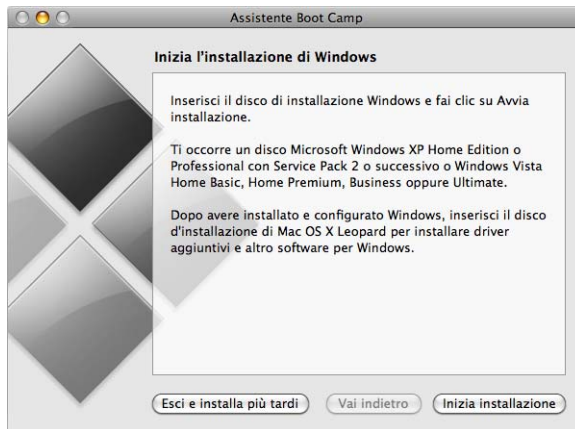 Assistente Boot Camp
Inizia l'installazione di Windows
Inserisci il disco di installazione Windows e fai clic su Avvia
installazione.
Ti occorre un disco Microsoft Windows XP Home Edition o
Professional con Service Pack 2 o successivo o Windows Vista
Home Basic, Home Premium, Business oppure Ultimate.
Dopo avere installato e configurato Windows, inserisci il disco
d'installazione di Mac OS X Leopard per installare driver
aggiuntivi e altro software per Windows.
Esci e installa più tardi
Vai indietro
Inizia installazione